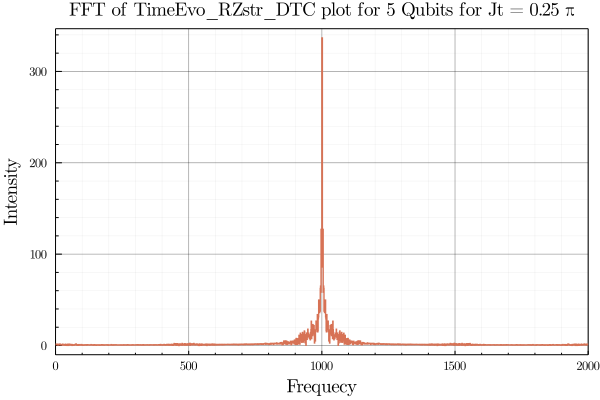 FFT of TimeEvo_RZstr_DTC plot for 5 Qubits for Jt = 0.25 π
Intensity
300
200
100
0
0 500 1000 1500 2000
Frequecy